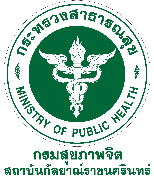 กระทรวงสาธารณสุข
MINISTRY OF PUBLIC HEALTH
กรมสุขภาพจิต
สถาบันกัลยาณ์ราชนครินทร์